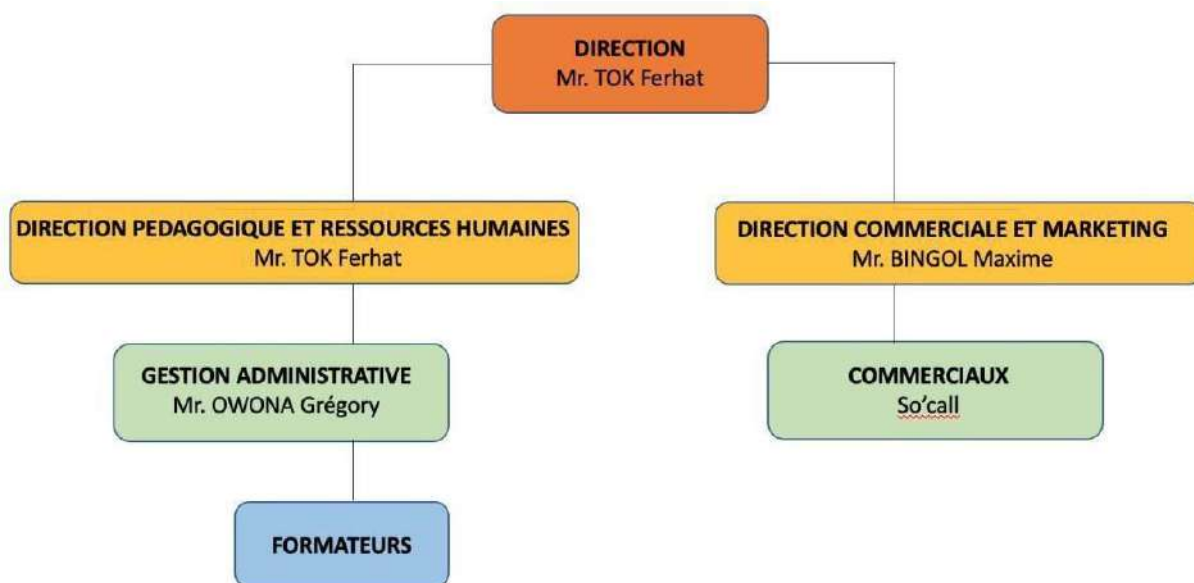 DIRECTION
Mr. TOK Ferhat
DIRECTION PEDAGOGIQUE ET RESSOURCES HUMAINES
Mr. TOK Ferhat
DIRECTION COMMERCIALE ET MARKETING
Mr. BINGOL Maxime
GESTION ADMINISTRATIVE
Mr. OWONA Grégory
COMMERCIAUX
So’call
FORMATEURS